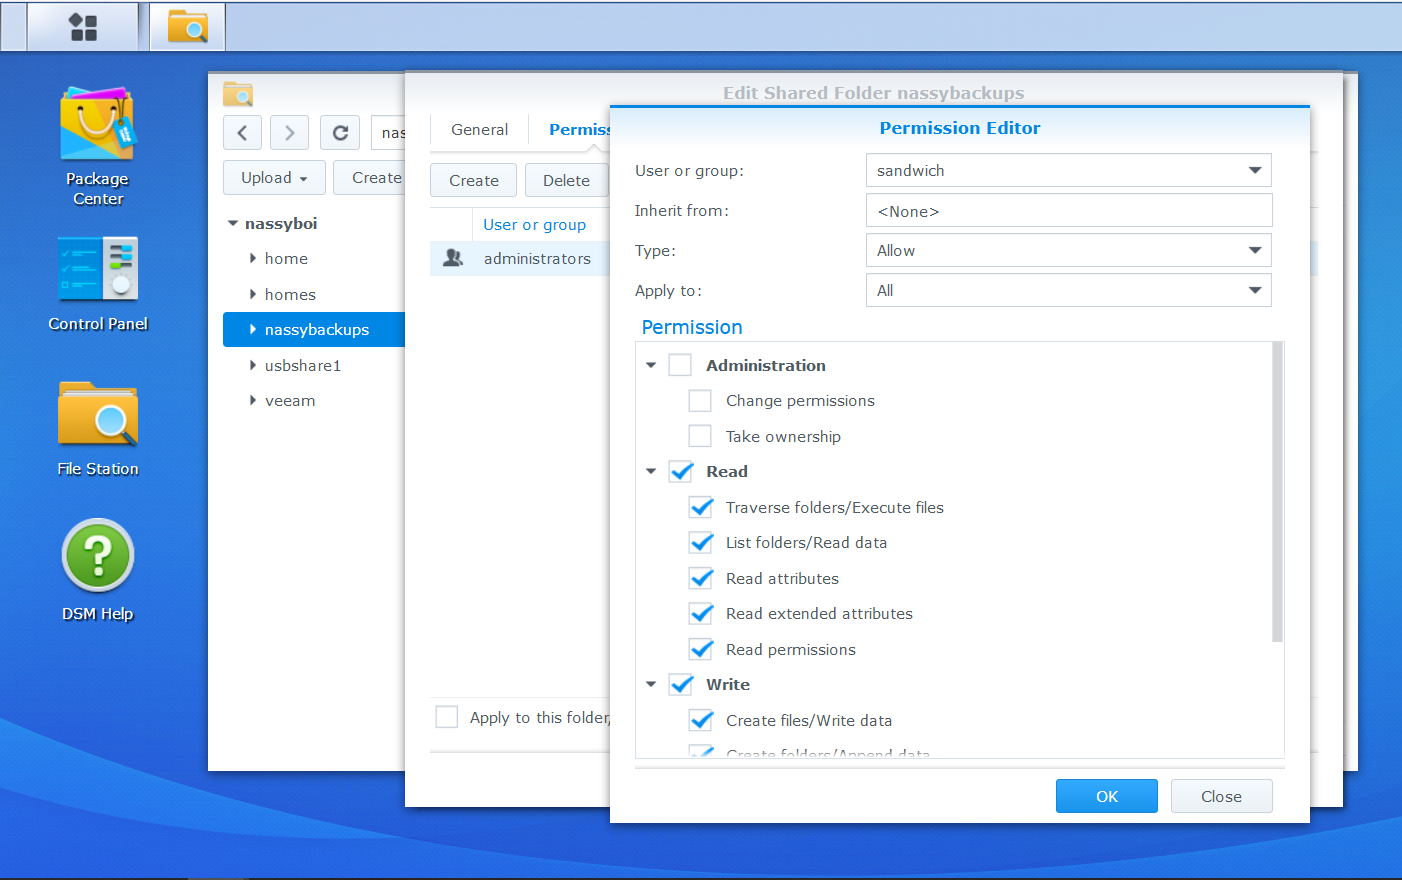 Edit Shared Folder nassybackups
Permission Editor
Package
Center
Control Panel
File Station
DSM Help
nas
Upload
Create
nassyboi
home
homes
nassybackups
usbshare1
veeam
General
Permiss
Create
Delete
User or group
administrators
Apply to this folder,
User or group:
sandwich
Inherit from:
<None>
Type:
Allow
Apply to:
All
Permission
Administration
Change permissions
Take ownership
Read
Traverse folders/Execute files
List folders/Read data
Read attributes
Read extended attributes
Read permissions
Write
Create files/Write data
Create folders/Append data
OK
Close